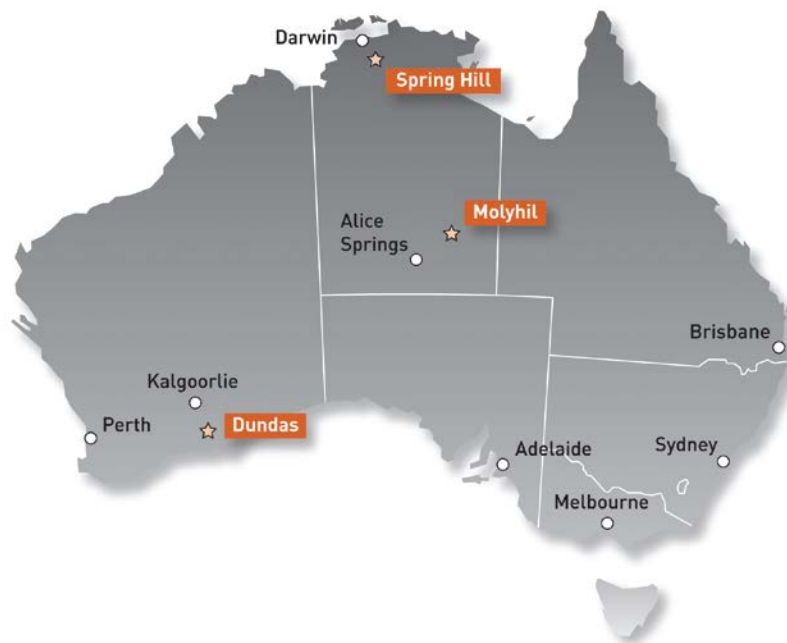 Darwin
Spring Hill
Molyhil
Alice
Springs
Brisbane
Kalgoorlie
Perth
Dundas
Adelaide
Sydney
Melbourne